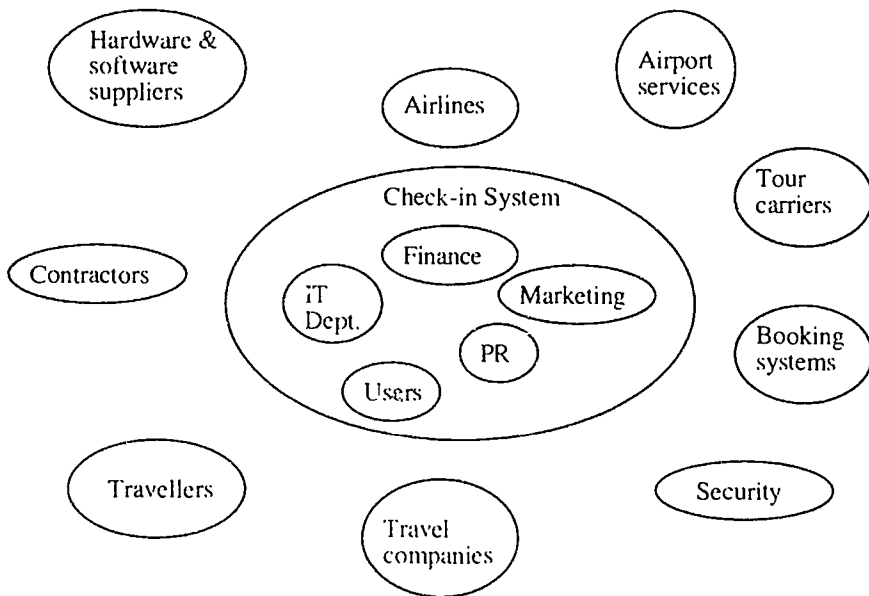 Hardware &
software
suppliers
Airport
services
Airlines
Tour
carriers
Check-in System
Finance
Contractors
IT
Dept.
Marketing
Booking
systems
PR
Users
Travellers
Security
Travel
companies